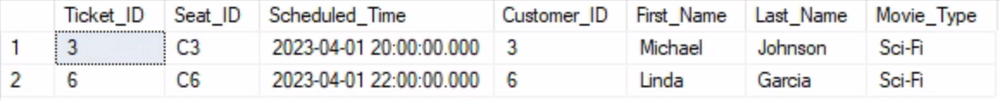 Ticket_ID Seat_ID Scheduled_Time Customer_ID First_Name Last_Name Movie_Type
1 3 C3 2023-04-01 20:00:00.000 3 Michael Johnson Sci-Fi
2 6 C6 2023-04-01 22:00:00.000 6 Linda Garcia Sci-Fi